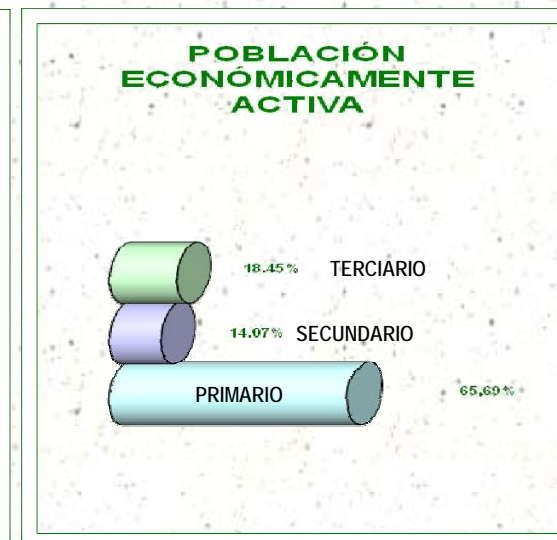 POBLACIÓN
ECONÓMICAMENTE
ACTIVA
18.45% TERCIARIO
14.07% SECUNDARIO
PRIMARIO 65,69%